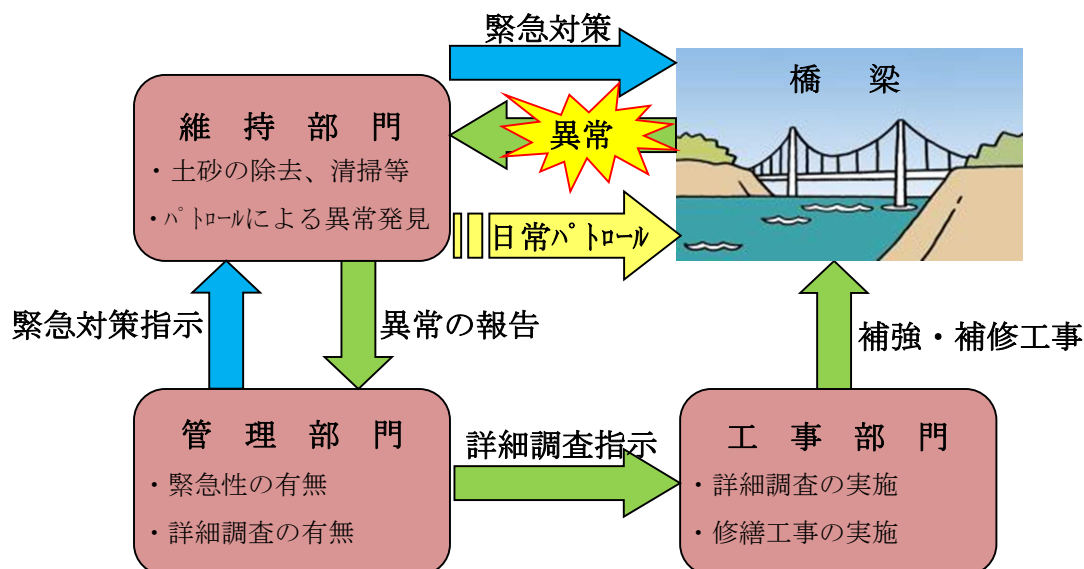 緊急対策
橋 梁
維 持 部 門
・土砂の除去、清掃等
・ﾊﾟﾄﾛｰﾙによる異常発見
異常
日常ﾊﾟﾄﾛｰﾙ
緊急対策指示
異常の報告
補強・補修工事
管 理 部 門
・緊急性の有無
・詳細調査の有無
詳細調査指示
工 事 部 門
・詳細調査の実施
・修繕工事の実施